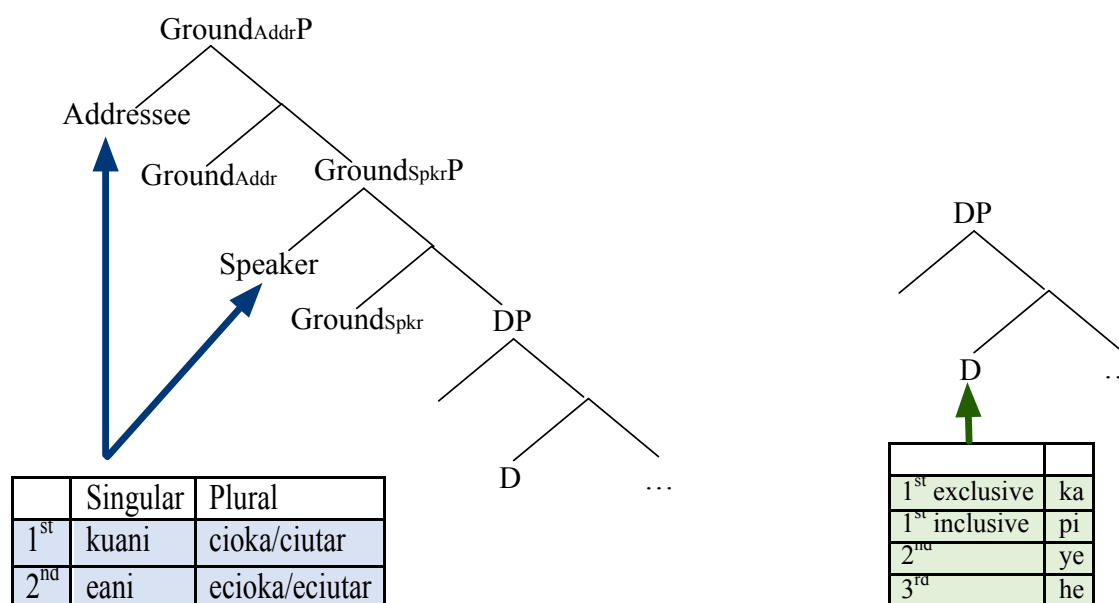 GroundAddrP
Addressee
GroundAddr GroundSpkrP
Speaker
GroundSpkr DP
D …
Singular Plural
1st kuani cioka/ciutar
2nd eani ecioka/eciutar
DP
D …
1st exclusive ka
1st inclusive pi
2nd ye
3rd he